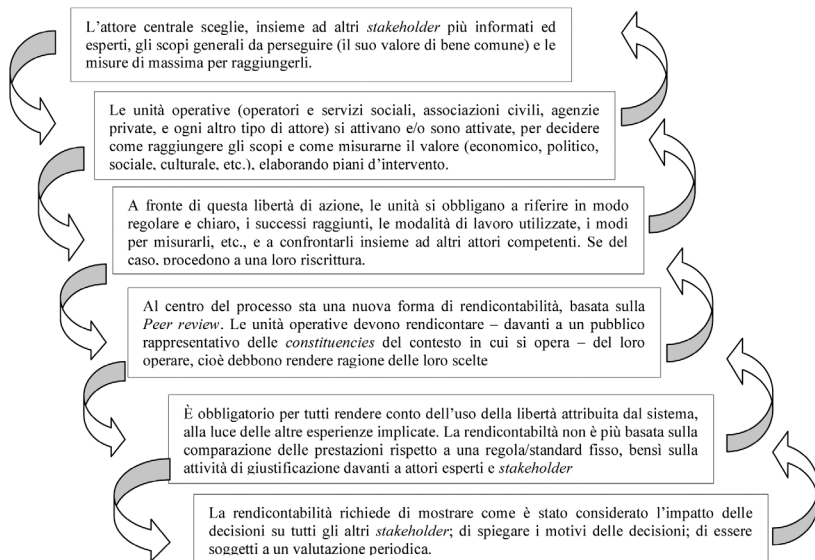 L'attore centrale sceglie, insieme ad altri stakeholder più informati ed
esperti, gli scopi generali da perseguire (il suo valore di bene comune) e le
misure di massima per raggiungerli.
Le unità operative (operatori e servizi sociali, associazioni civili, agenzie
private, e ogni altro tipo di attore) si attivano e/o sono attivate, per decidere
come raggiungere gli scopi e come misurarne il valore (economico, politico,
sociale, culturale, etc.), elaborando piani d'intervento.
A fronte di questa libertà di azione, le unità si obbligano a riferire in modo
regolare e chiaro, i successi raggiunti, le modalità di lavoro utilizzate, i modi
per misurarli, etc., e a confrontarli insieme ad altri attori competenti. Se del
caso, procedono a una loro riscrittura.
Al centro del processo sta una nuova forma di rendicontabilità, basata sulla
Peer review. Le unità operative devono rendicontare – davanti a un pubblico
rappresentativo delle constituencies del contesto in cui si opera – del loro
operare, cioè debbono rendere ragione delle loro scelte
È obbligatorio per tutti rendere conto dell'uso della libertà attribuita dal sistema,
alla luce delle altre esperienze implicate. La rendicontabiltà non è più basata sulla
comparazione delle prestazioni rispetto a una regola/standard fisso, bensì sulla
attività di giustificazione davanti a attori esperti e stakeholder
La rendicontabilità richiede di mostrare come è stato considerato l'impatto delle
decisioni su tutti gli altri stakeholder; di spiegare i motivi delle decisioni; di essere
soggetti a un valutazione periodica.